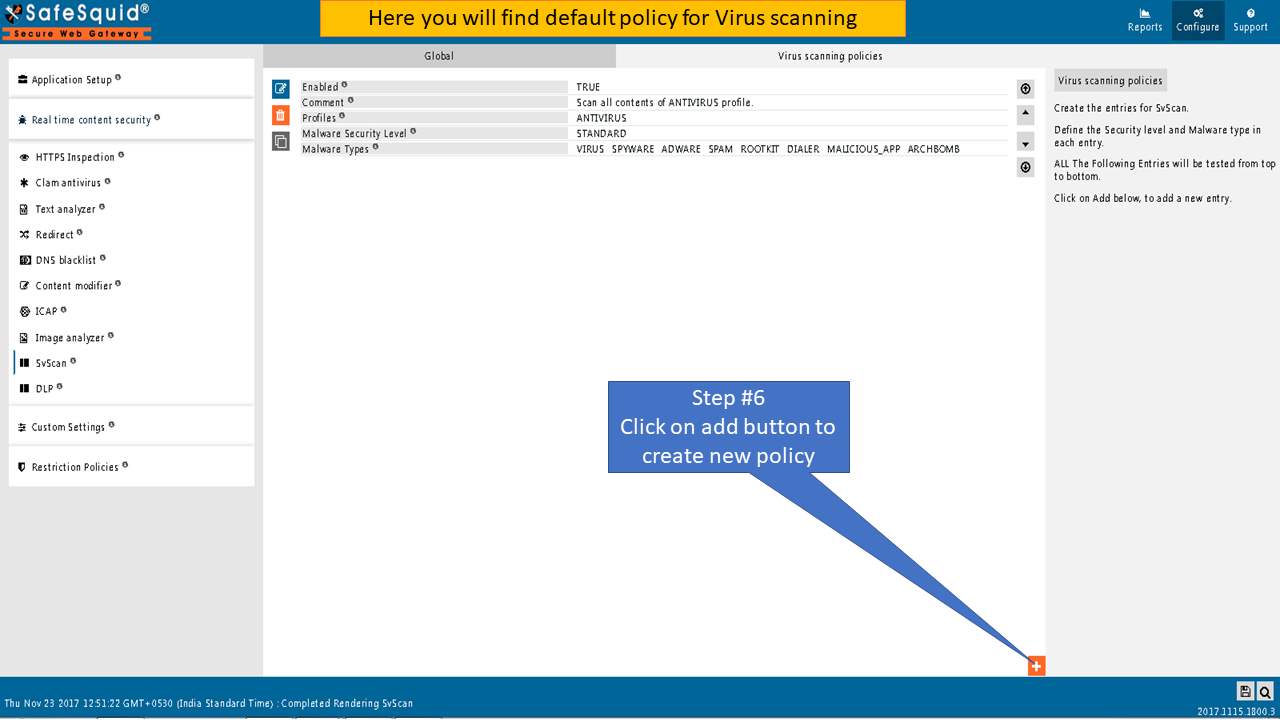 SafeSquid®
Secure Web Gateway
Here you will find default policy for Virus scanning
Reports
Configure
Support
Application Setup
Real time content security
HTTPS Inspection
Clam antivirus
Text analyzer
Redirect
DNS blacklist
Content modifier
ICAP
Image analyzer
SvScan
DLP
Custom Settings
Restriction Policies
Global
Virus scanning policies
Enabled TRUE
Comment Scan all contents of ANTIVIRUS profile.
Profiles ANTIVIRUS
Malware Security Level STANDARD
Malware Types VIRUS SPYWARE ADWARE SPAM ROOTKIT DIALER MALICIOUS_APP ARCHBOMB
Step #6
Click on add button to
create new policy
Virus scanning policies
Create the entries for SvScan.
Define the Security level and Malware type in
each entry.
ALL The Following Entries will be tested from top
to bottom.
Click on Add below, to add a new entry.
Thu Nov 23 2017 12:51:22 GMT+0530 (India Standard Time) : Completed Rendering SvScan
2017.1115.1800.3